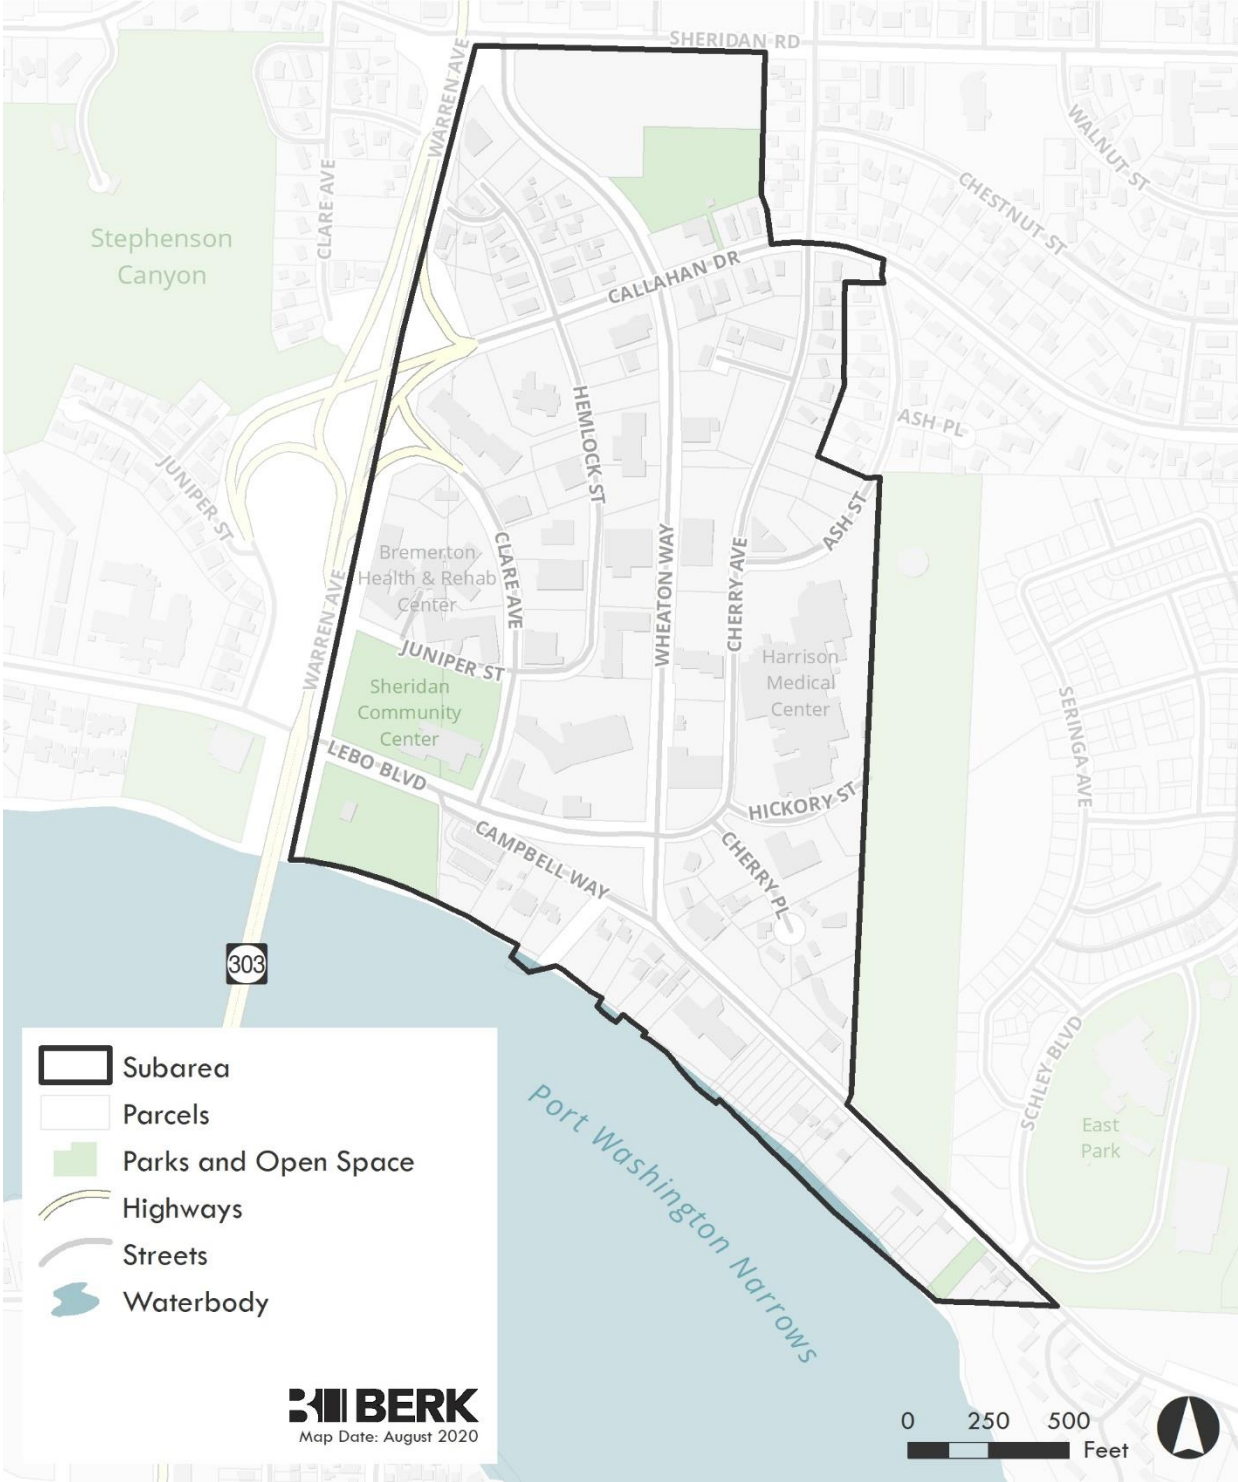 SHERIDAN RD
WARREN AVE
WALNUT ST
CLARE AVE
CHESTNUT ST
Stephenson
Canyon
CALLAHAN DR
HEMLOCK ST
ASH PL
JUNIPER ST
ASH ST
WHEATON WAY
CLARE AVE
CHERRY AVE
Bremerton
Health & Rehab
Center
WARREN AVE
JUNIPER ST
Harrison
Medical
Center
Sheridan
Community
Center
SERINGA AVE
LEBO BLVD
HICKORY ST
CAMPBELL WAY
CHERRY PL
303
SCHLEY BLVD
East
Park
Port Washington Narrows
Subarea
Parcels
Parks and Open Space
Highways
Streets
Waterbody
BERK
Map Date: August 2020
0 250 500
Feet